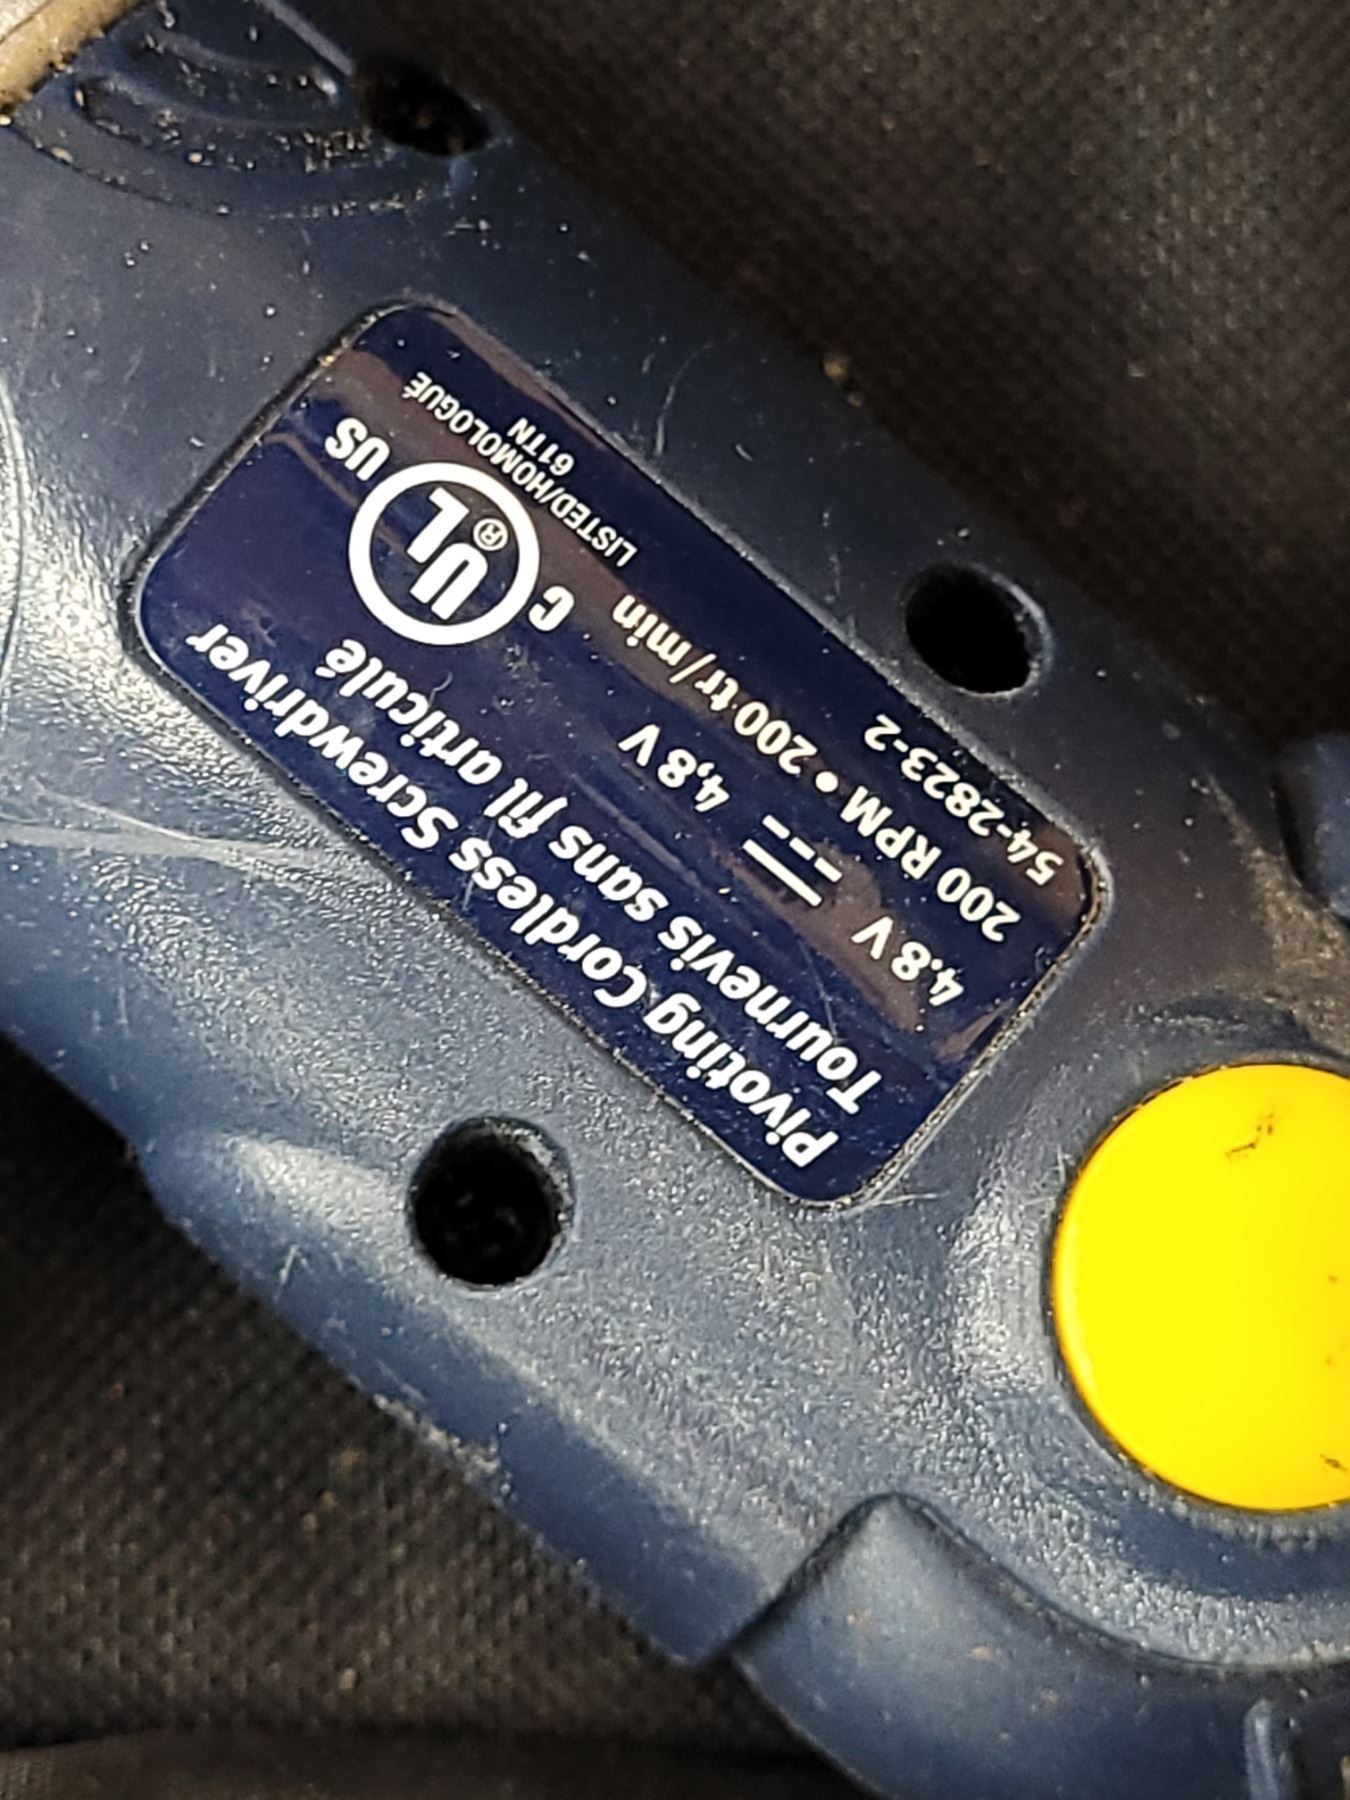 Pivoting Cordless Screwdriver
Tournevis sans fil articulé
4.8 V ⎓ 4,8 V
200 RPM • 200 tr/min
54-2823-2
C UL® US
LISTED/HOMOLOGUÉ
61TN